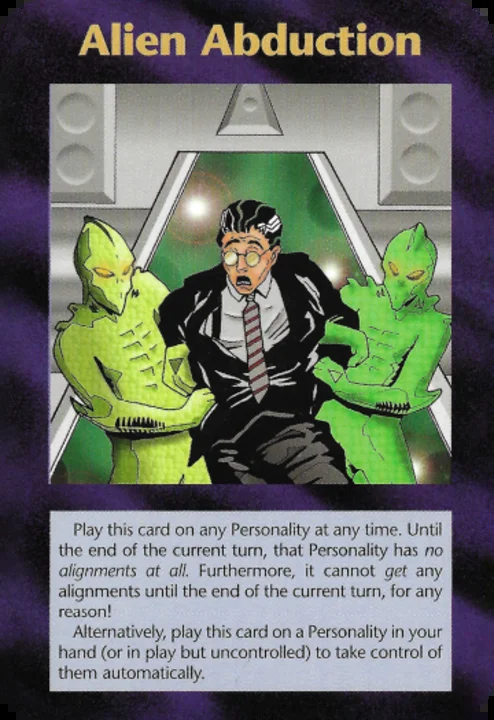 Alien Abduction
Play this card on any Personality at any time. Until
the end of the current turn, that Personality has no
alignments at all. Furthermore, it cannot get any
alignments until the end of the current turn, for any
reason!
Alternatively, play this card on a Personality in your
hand (or in play but uncontrolled) to take control of
them automatically.